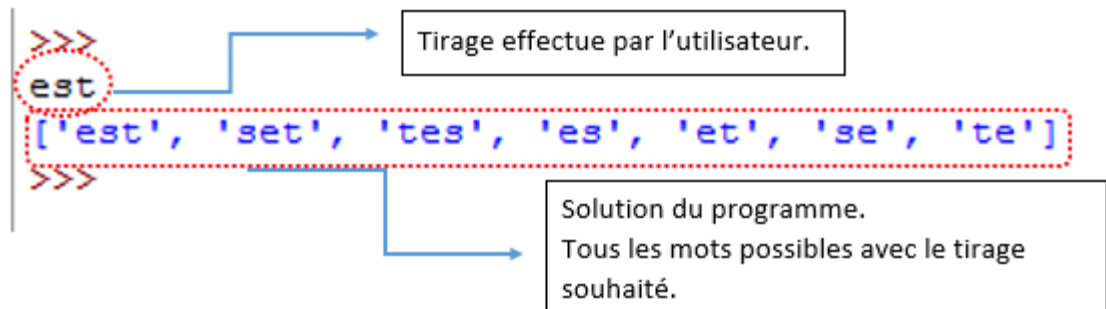 >>>
Tirage effectue par l'utilisateur.
est
['est', 'set', 'tes', 'es', 'et', 'se', 'te']
>>>
Solution du programme.
Tous les mots possibles avec le tirage
souhaité.